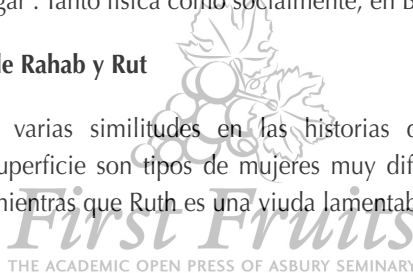 gar . Tanto física como socialmente, en B
de Rahab y Rut
varias similitudes en las historias
uperficie son tipos de mujeres muy dif
mientras que Ruth es una viuda lamentab
First Fruits
THE ACADEMIC OPEN PRESS OF ASBURY SEMINARY